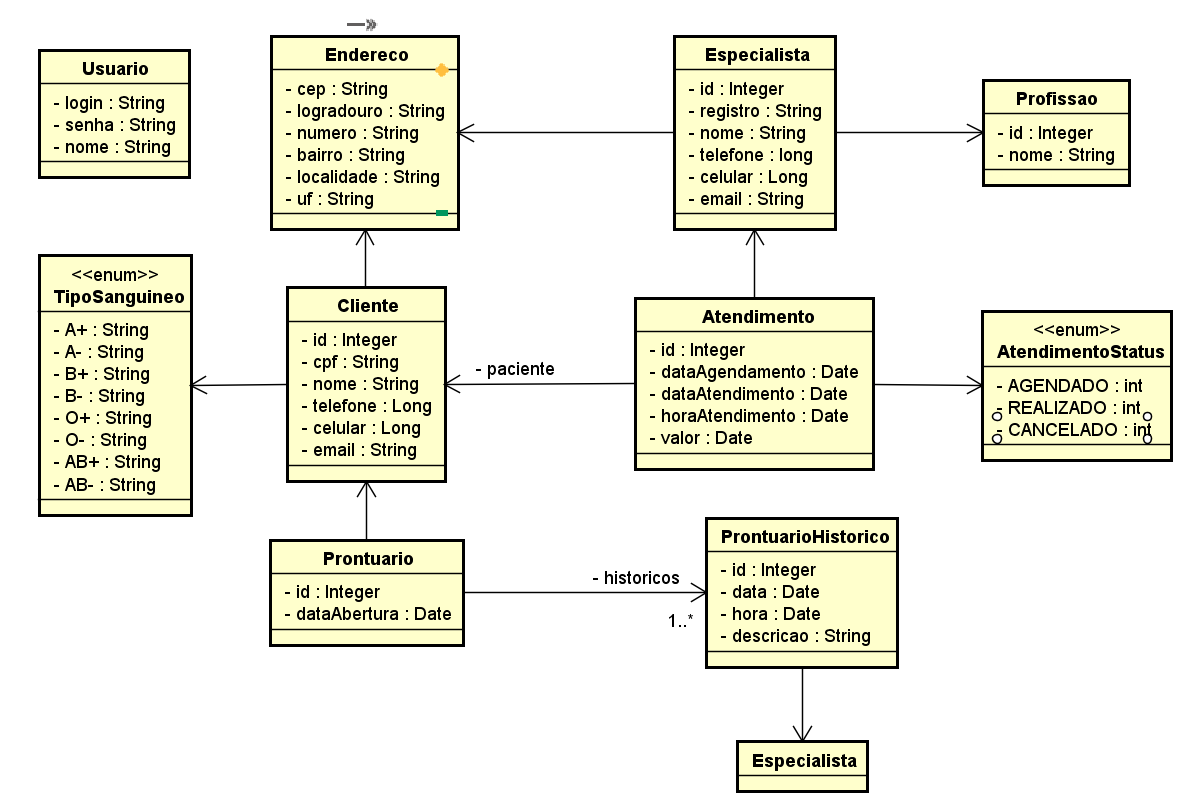 Usuario
- login : String
- senha : String
- nome : String
Endereco
- cep : String
- logradouro : String
- numero : String
- bairro : String
- localidade : String
- uf : String
Especialista
- id : Integer
- registro : String
- nome : String
- telefone : long
- celular : Long
- email : String
Profissao
- id : Integer
- nome : String
<<enum>>
TipoSanguineo
- A+ : String
- A- : String
- B+ : String
- B- : String
- O+ : String
- O- : String
- AB+ : String
- AB- : String
Cliente
- id : Integer
- cpf : String
- nome : String
- telefone : Long
- celular : Long
- email : String
- paciente
Atendimento
- id : Integer
- dataAgendamento : Date
- dataAtendimento : Date
- horaAtendimento : Date
- valor : Date
<<enum>>
AtendimentoStatus
- AGENDADO : int
- REALIZADO : int
- CANCELADO : int
Prontuario
- id : Integer
- dataAbertura : Date
- historicos
1..*
ProntuarioHistorico
- id : Integer
- data : Date
- hora : Date
- descricao : String
Especialista